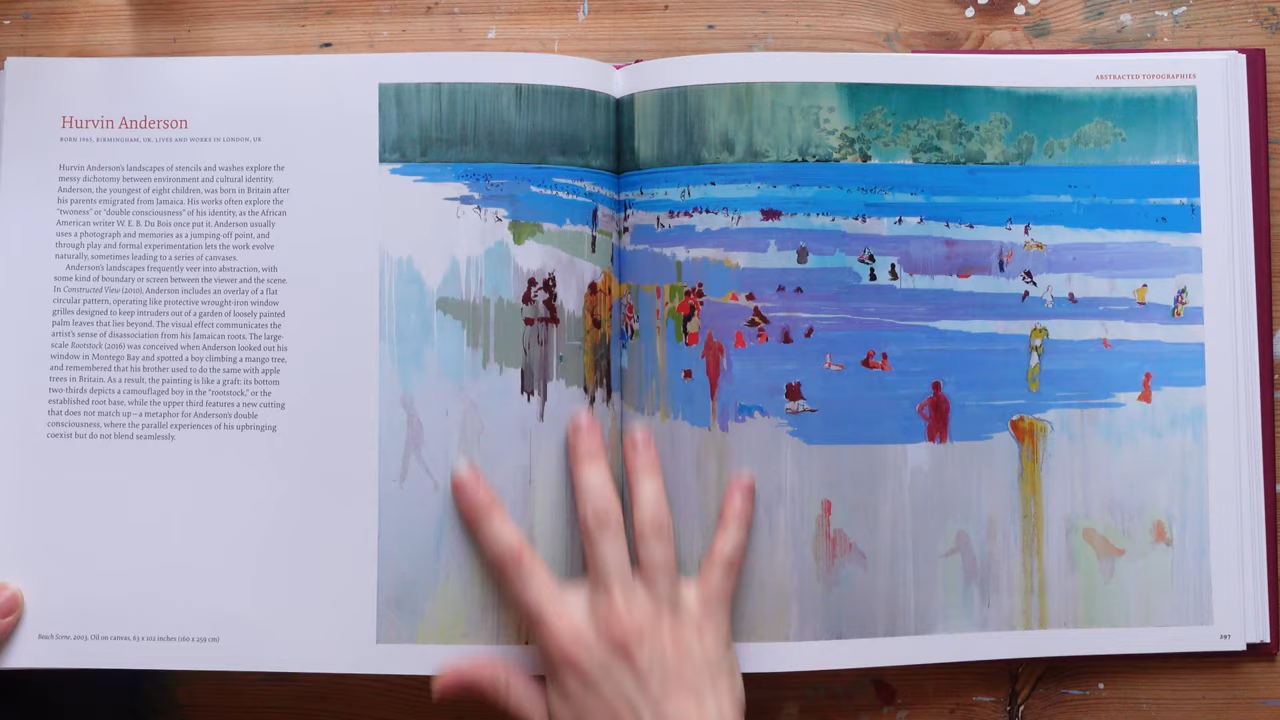 Hurvin Anderson
BORN 1965, BIRMINGHAM, UK. LIVES AND WORKS IN LONDON, UK
Hurvin Anderson's landscapes of stencils and washes explore the
messy dichotomy between environment and cultural identity.
Anderson, the youngest of eight children, was born in Britain after
his parents emigrated from Jamaica. His works often explore the
"twoness" or "double consciousness" of his identity, as the African
American writer W. E. B. Du Bois once put it. Anderson usually
uses a photograph and memories as a jumping-off point, and
through play and formal experimentation lets the work evolve
naturally, sometimes leading to a series of canvases.
Anderson's landscapes frequently veer into abstraction, with
some kind of boundary or screen between the viewer and the scene.
In Constructed View (2010), Anderson includes an overlay of a flat
circular pattern, operating like protective wrought-iron window
grilles designed to keep intruders out of a garden of loosely painted
palm leaves that lies beyond. The visual effect communicates the
artist's sense of disassociation from his Jamaican roots. The large-
scale Rootstock (2016) was conceived when Anderson looked out his
window in Montego Bay and spotted a boy climbing a mango tree,
and remembered that his brother used to do the same with apple
trees in Britain. As a result, the painting is like a graft: its bottom
two-thirds depicts a camouflaged boy in the "rootstock," or the
established root base, while the upper third features a new cutting
that does not match up—a metaphor for Anderson's double
consciousness, where the parallel experiences of his upbringing
coexist but do not blend seamlessly.
Beach Scene, 2003. Oil on canvas, 63 x 102 inches (160 x 259 cm)
ABSTRACTED TOPOGRAPHIES
297